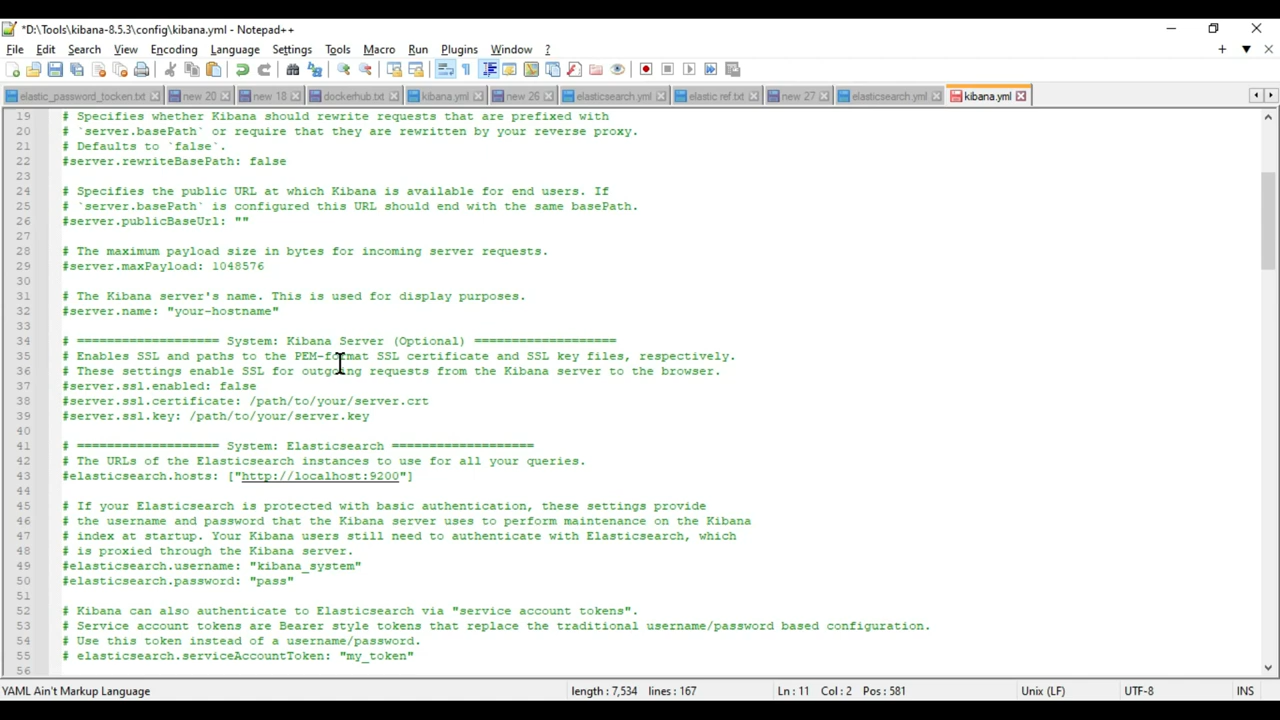 *D:\Tools\kibana-8.5.3\config\kibana.yml - Notepad++
File Edit Search View Encoding Language Settings Tools Macro Run Plugins Window ?
elastic_password_tocken.txt new 20 new 18 dockerhub.txt kibana.yml new 26 elasticsearch.yml elastic ref.txt new 27 elasticsearch.yml kibana.yml
19 # Specifies whether Kibana should rewrite requests that are prefixed with
20 # `server.basePath` or require that they are rewritten by your reverse proxy.
21 # Defaults to `false`.
22 #server.rewriteBasePath: false
23
24 # Specifies the public URL at which Kibana is available for end users. If
25 # `server.basePath` is configured this URL should end with the same basePath.
26 #server.publicBaseUrl: ""
27
28 # The maximum payload size in bytes for incoming server requests.
29 #server.maxPayload: 1048576
30
31 # The Kibana server's name. This is used for display purposes.
32 #server.name: "your-hostname"
33
34 # =================== System: Kibana Server (Optional) ===================
35 # Enables SSL and paths to the PEM-format SSL certificate and SSL key files, respectively.
36 # These settings enable SSL for outgoing requests from the Kibana server to the browser.
37 #server.ssl.enabled: false
38 #server.ssl.certificate: /path/to/your/server.crt
39 #server.ssl.key: /path/to/your/server.key
40
41 # =================== System: Elasticsearch ===================
42 # The URLs of the Elasticsearch instances to use for all your queries.
43 #elasticsearch.hosts: ["http://localhost:9200"]
44
45 # If your Elasticsearch is protected with basic authentication, these settings provide
46 # the username and password that the Kibana server uses to perform maintenance on the Kibana
47 # index at startup. Your Kibana users still need to authenticate with Elasticsearch, which
48 # is proxied through the Kibana server.
49 #elasticsearch.username: "kibana_system"
50 #elasticsearch.password: "pass"
51
52 # Kibana can also authenticate to Elasticsearch via "service account tokens".
53 # Service account tokens are Bearer style tokens that replace the traditional username/password based configuration.
54 # Use this token instead of a username/password.
55 # elasticsearch.serviceAccountToken: "my_token"
56
YAML Ain't Markup Language length : 7,534 lines : 167 Ln : 11 Col : 2 Pos : 581 Unix (LF) UTF-8 INS